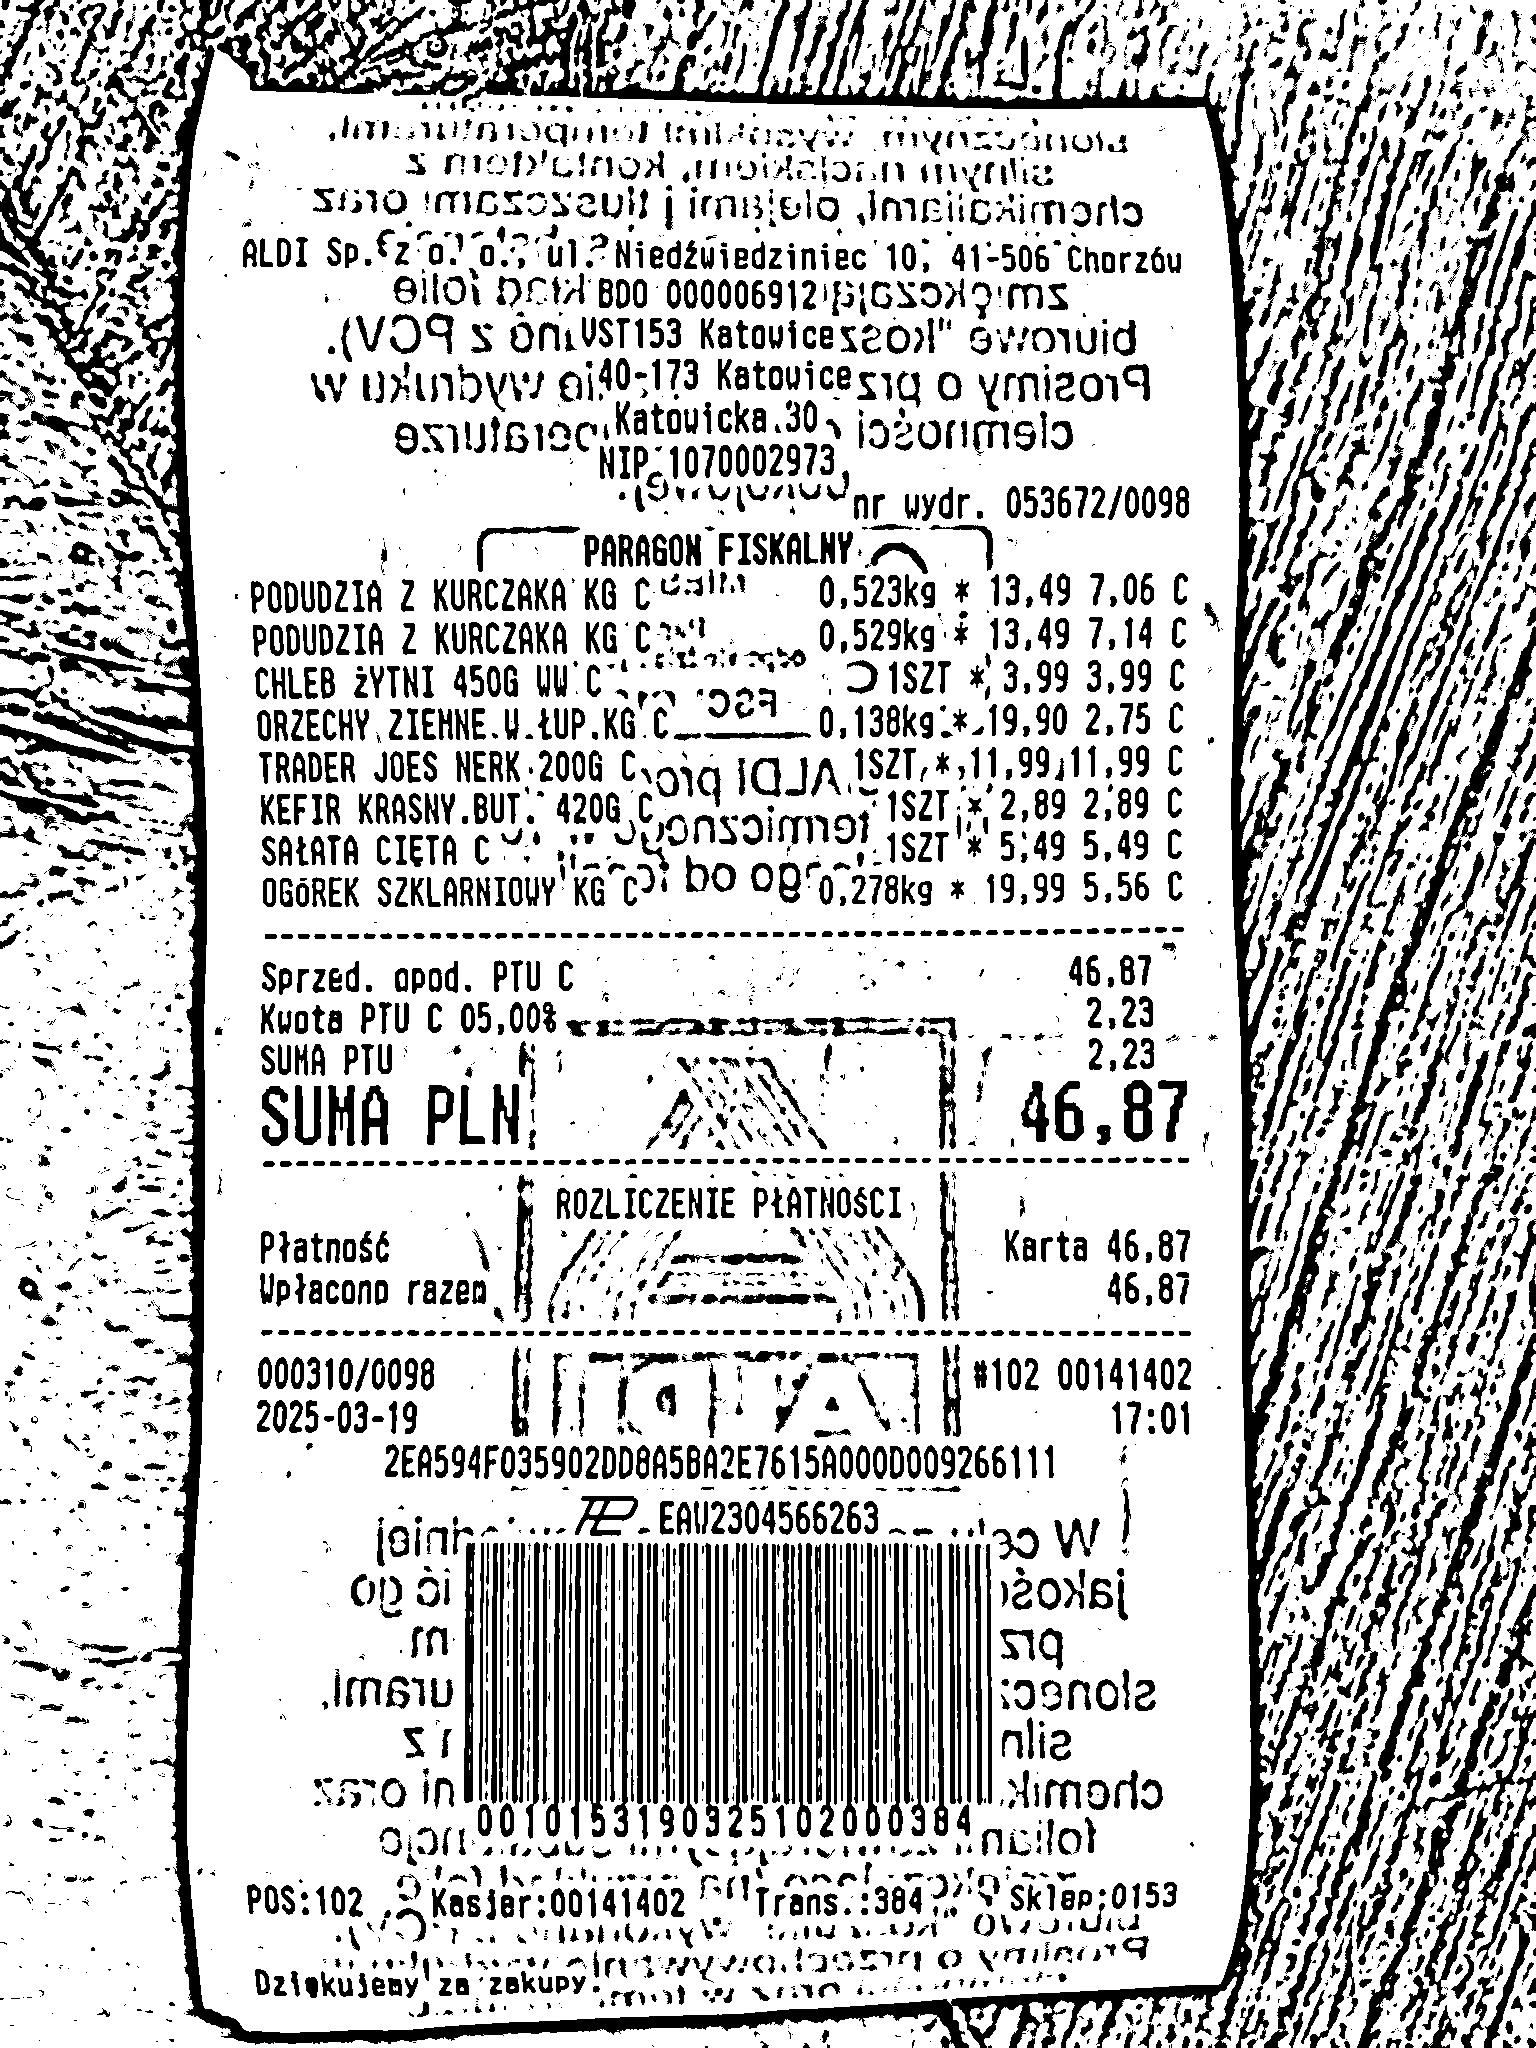 ALDI Sp. z o. o., ul. Niedźwiedziniec 10, 41-506 Chorzów
BDO 000006912
VST153 Katowice
40-173 Katowice
Katowicka 30
NIP 1070002973
nr wydr. 053672/0098
PARAGON FISKALNY
PODUDZIA Z KURCZAKA KG C 0,523kg * 13,49 7,06 C
PODUDZIA Z KURCZAKA KG C 0,529kg * 13,49 7,14 C
CHLEB żYTNI 450G WW C 1SZT * 3,99 3,99 C
ORZECHY ZIEMNE W ŁUP.KG C 0,138kg * 19,90 2,75 C
TRADER JOES NERK 200G C 1SZT * 11,99 11,99 C
KEFIR KRASNY.BUT. 420G C 1SZT * 2,89 2,89 C
SAŁATA CIĘTA C 1SZT * 5,49 5,49 C
OGóREK SZKLARNIOWY KG C 0,278kg * 19,99 5,56 C
Sprzed. opod. PTU C 46,87
Kwota PTU C 05,00% 2,23
SUMA PTU 2,23
SUMA PLN 46,87
ROZLICZENIE PŁATNOŚCI
Płatność Karta 46,87
Wpłacono razem 46,87
000310/0098 #102 00141402
2025-03-19 17:01
2EA594F035902DD8A5BA2E7615A000D009266111
EAW2304566263
0010153190325102000384
POS:102 Kasjer:00141402 Trans.:384 Sklep:0153
Dziękujemy za zakupy.